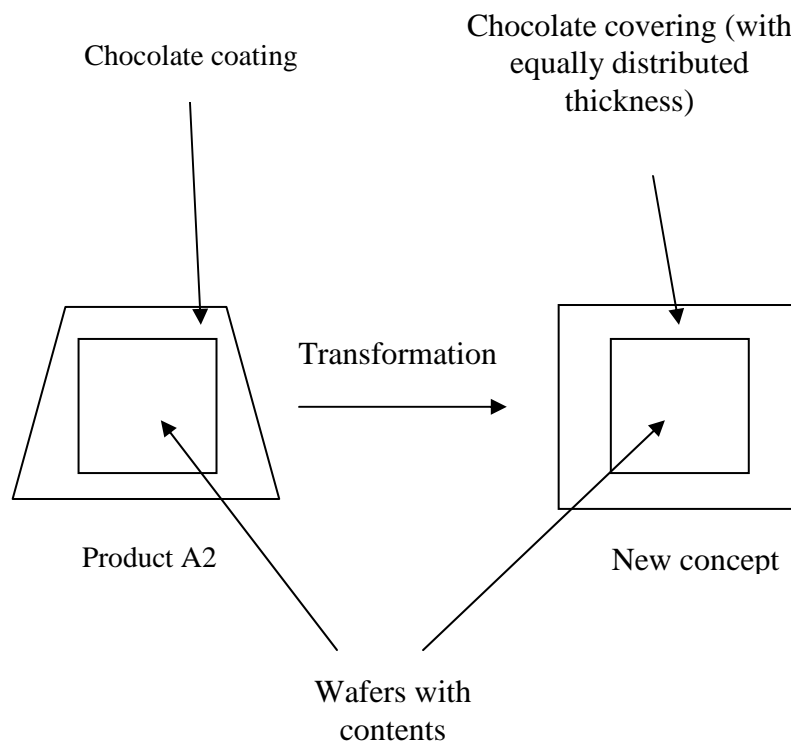 Chocolate coating
Chocolate covering (with
equally distributed
thickness)
Transformation
Product A2
New concept
Wafers with
contents